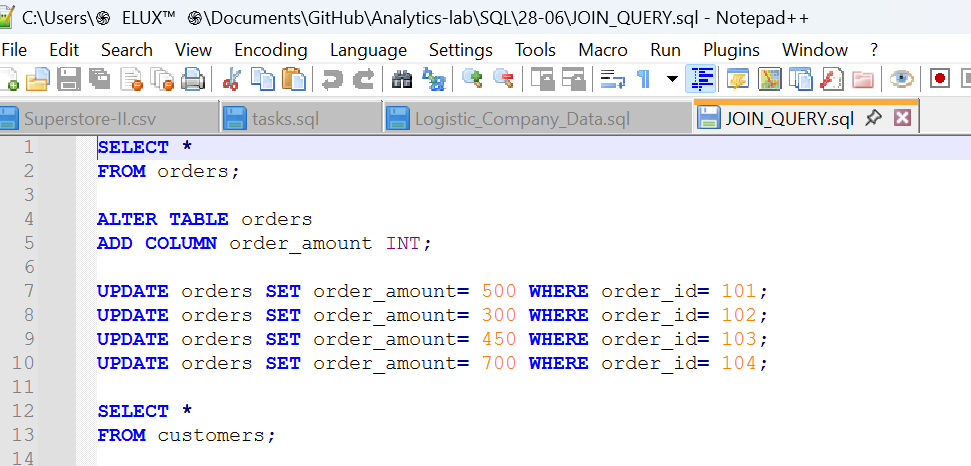 C:\Users\֍ ELUX™ ֍\Documents\GitHub\Analytics-lab\SQL\28-06\JOIN_QUERY.sql - Notepad++
File Edit Search View Encoding Language Settings Tools Macro Run Plugins Window ?
Superstore-II.csv tasks.sql Logistic_Company_Data.sql JOIN_QUERY.sql
1 SELECT *
2 FROM orders;
3
4 ALTER TABLE orders
5 ADD COLUMN order_amount INT;
6
7 UPDATE orders SET order_amount= 500 WHERE order_id= 101;
8 UPDATE orders SET order_amount= 300 WHERE order_id= 102;
9 UPDATE orders SET order_amount= 450 WHERE order_id= 103;
10 UPDATE orders SET order_amount= 700 WHERE order_id= 104;
11
12 SELECT *
13 FROM customers;
14